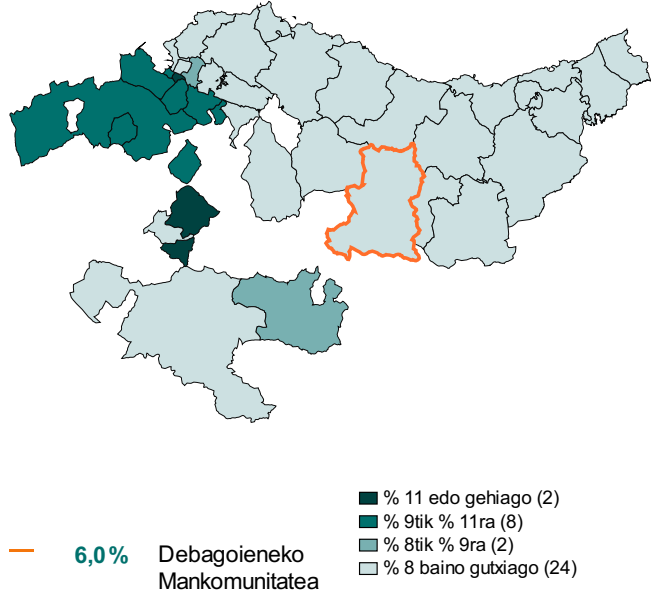 % 11 edo gehiago (2)
% 9tik % 11ra (8)
% 8tik % 9ra (2)
% 8 baino gutxiago (24)
6,0% Debagoieneko
Mankomunitatea